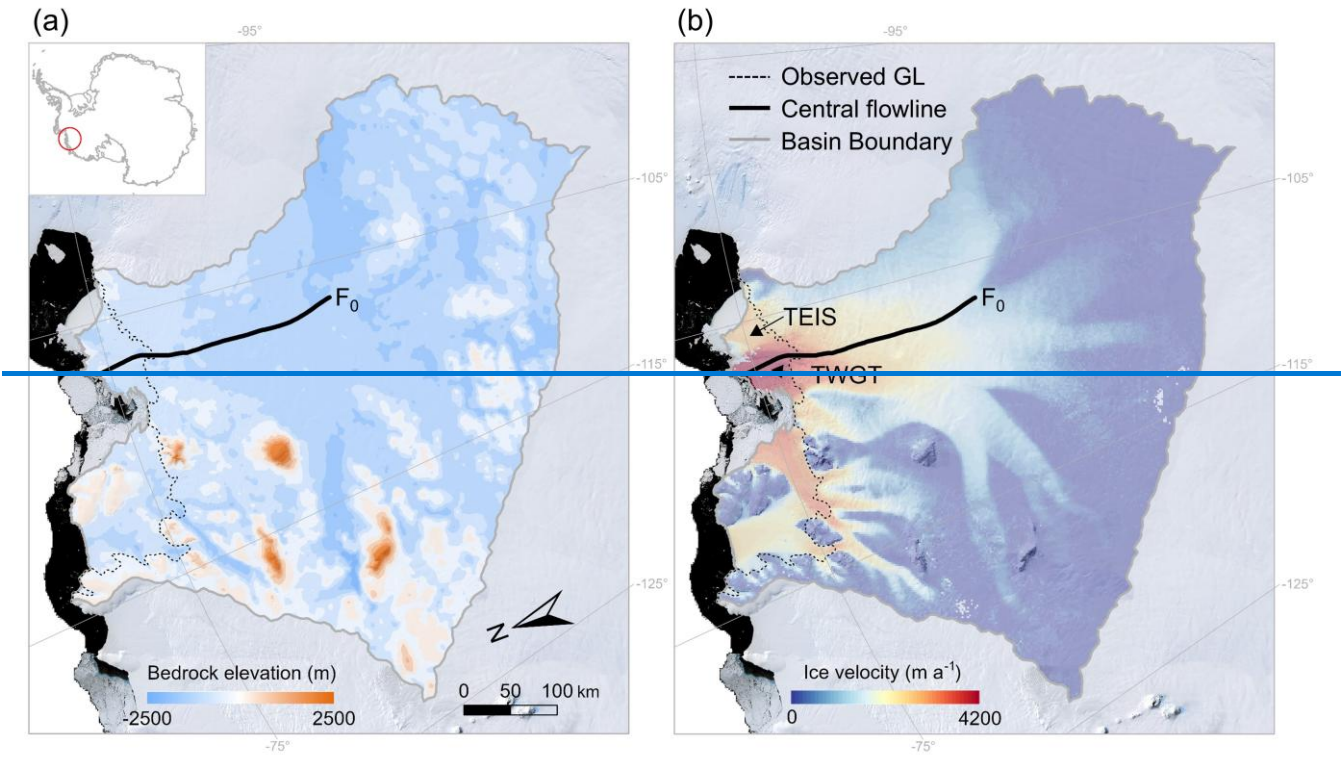 (a)
-95°
-105°
F₀
-115°
-125°
N
Bedrock elevation (m)
-2500 2500
0 50 100 km
-75°
(b)
-95°
Observed GL
Central flowline
Basin Boundary
-105°
F₀
TEIS
-115°
TWGT
-125°
Ice velocity (m a⁻¹)
0 4200
-75°